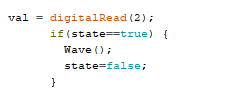 val = digitalRead(2);
if(state==true) {
Wave();
state=false;
}